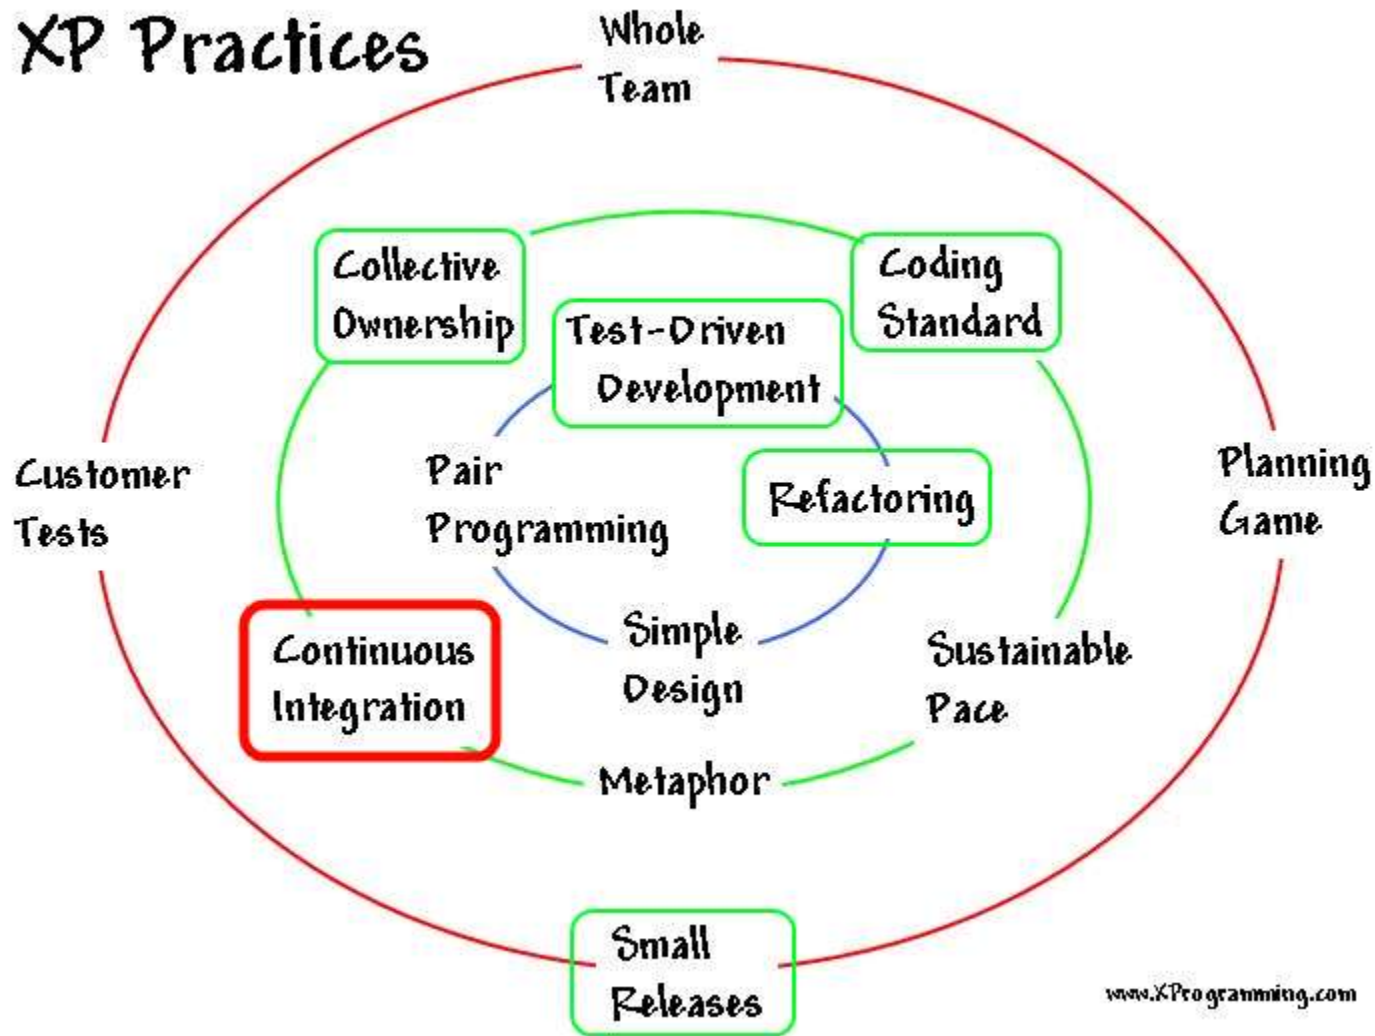 XP Practices
Whole
Team
Collective
Ownership
Coding
Standard
Test-Driven
Development
Customer
Tests
Pair
Programming
Refactoring
Planning
Game
Continuous
Integration
Simple
Design
Sustainable
Pace
Metaphor
Small
Releases
www.XProgramming.com